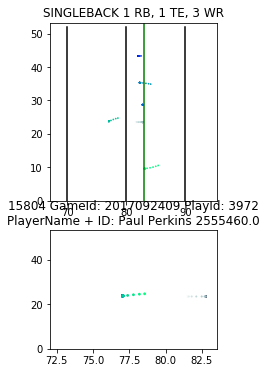 SINGLEBACK 1 RB, 1 TE, 3 WR
50
40
30
20
10
0
70 80 90
15804 GameId: 2017092409 PlayId: 3972
PlayerName + ID: Paul Perkins 2555460.0
40
20
0
72.5 75.0 77.5 80.0 82.5